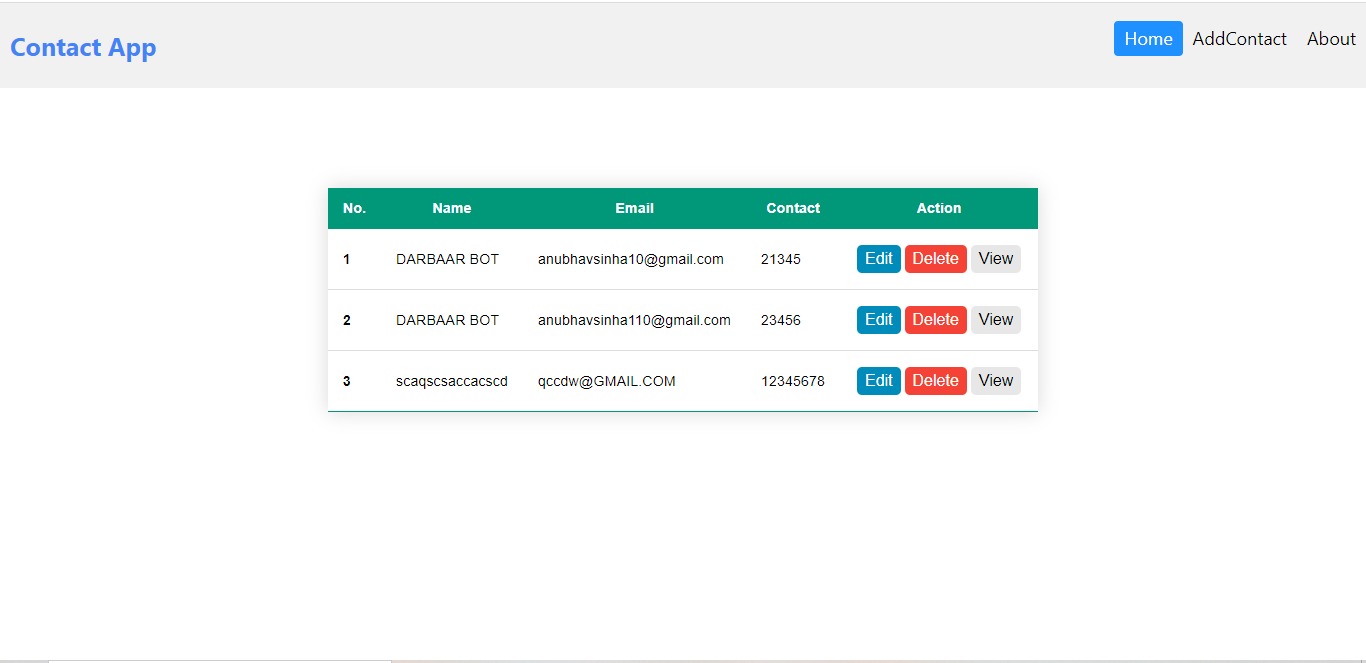 Contact App
Home AddContact About
No. Name Email Contact Action
1 DARBAAR BOT anubhavsinha10@gmail.com 21345 Edit Delete View
2 DARBAAR BOT anubhavsinha110@gmail.com 23456 Edit Delete View
3 scaqscsaccacscd qccdw@GMAIL.COM 12345678 Edit Delete View